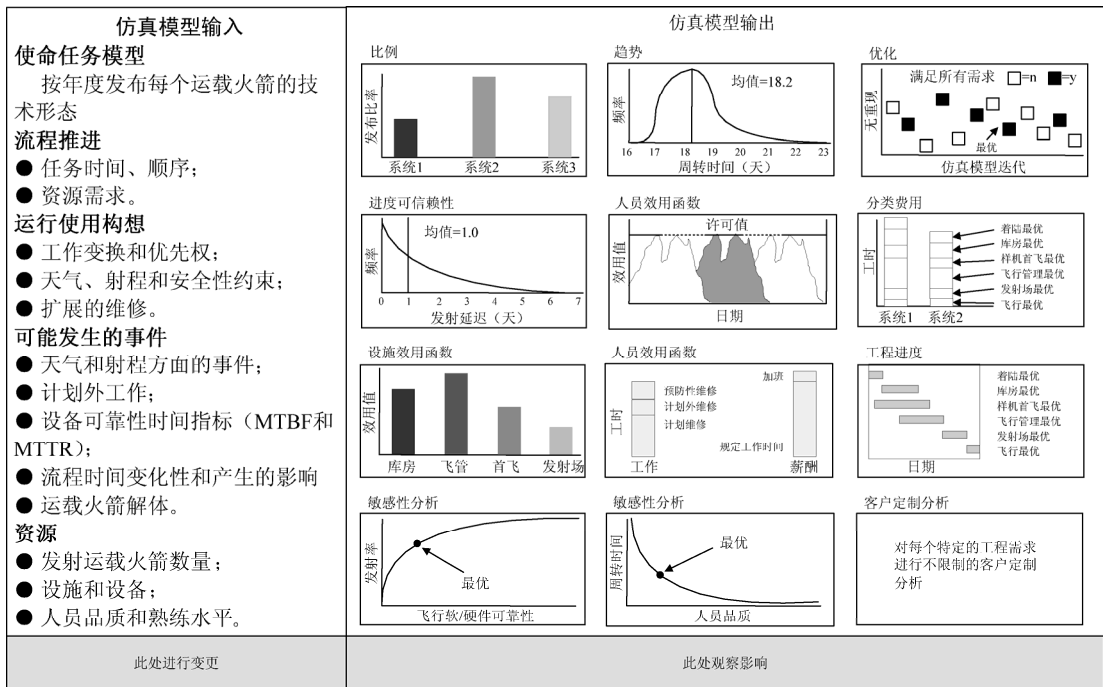 仿真模型输入
使命任务模型
按年度发布每个运载火箭的技
术形态
流程推进
● 任务时间、顺序；
● 资源需求。
运行使用构想
● 工作变换和优先权；
● 天气、射程和安全性约束；
● 扩展的维修。
可能发生的事件
● 天气和射程方面的事件；
● 计划外工作；
● 设备可靠性时间指标（MTBF和
MTTR）；
● 流程时间变化性和产生的影响
● 运载火箭解体。
资源
● 发射运载火箭数量；
● 设施和设备；
● 人员品质和熟练水平。
此处进行变更
仿真模型输出
比例
发布比率
系统1 系统2 系统3
趋势
均值=18.2
频率
16 17 18 19 20 21 22 23
周转时间（天）
优化
满足所有需求 □=n ■=y
无重现
最优
仿真模型迭代
进度可信赖性
均值=1.0
频率
0 1 2 3 4 5 6 7
发射延迟（天）
人员效用函数
许可值
效用值
日期
分类费用
工时
着陆最优
库房最优
样机首飞最优
飞行管理最优
发射场最优
飞行最优
系统1 系统2
设施效用函数
效用值
库房 飞管 首飞 发射场
人员效用函数
加班
预防性维修
计划外维修
计划维修
工时
规定工作时间
工作 薪酬
工程进度
着陆最优
库房最优
样机首飞最优
飞行管理最优
发射场最优
飞行最优
日期
敏感性分析
发射率
最优
飞行软/硬件可靠性
敏感性分析
周转时间
最优
人员品质
客户定制分析
对每个特定的工程需求
进行不限制的客户定制
分析
此处观察影响